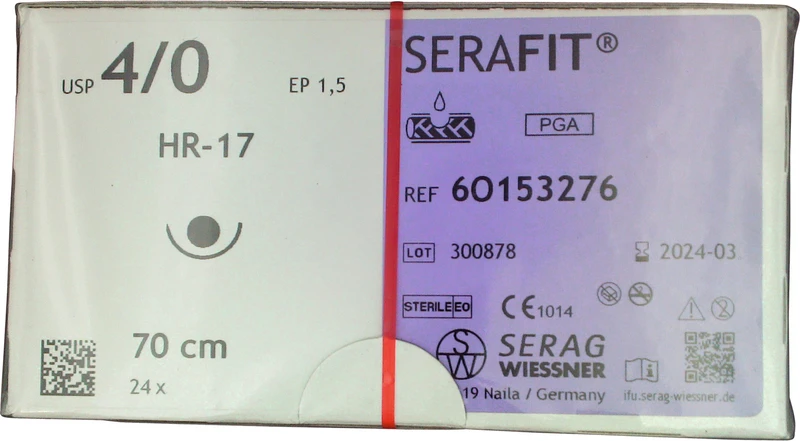 USP 4/0 EP 1,5
HR-17
70 cm
24 x
SERAFIT®
PGA
REF 6O153276
LOT 300878 2024-03
STERILE EO CE 1014
SW SERAG
WIESSNER
19 Naila / Germany ifu.serag-wiessner.de